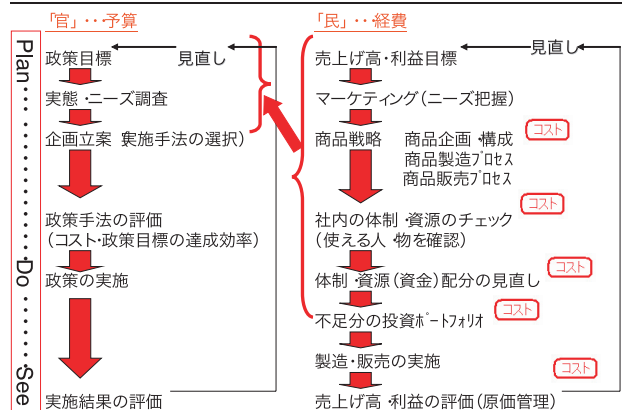 「官」・・・予算
「民」・・・経費
Plan・・・・・・・・・・Do・・・・・・・See
政策目標
見直し
実態・ニーズ調査
企画立案 (実施手法の選択)
政策手法の評価
(コスト・政策目標の達成効率)
政策の実施
実施結果の評価
売上げ高・利益目標
見直し
マーケティング(ニーズ把握)
コスト
商品戦略 商品企画・構成
商品製造プロセス
商品販売プロセス
コスト
社内の体制・資源のチェック
(使える人・物を確認)
コスト
体制・資源(資金)配分の見直し
コスト
不足分の投資ポートフォリオ
製造・販売の実施
コスト
売上げ高・利益の評価(原価管理)